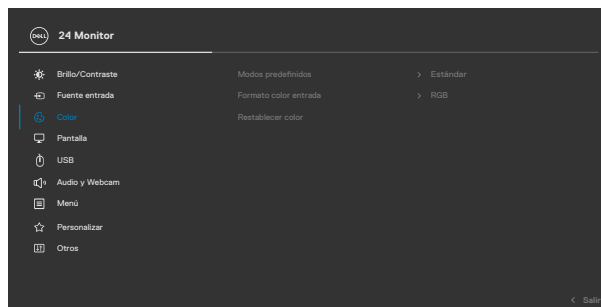 DELL 24 Monitor
Brillo/Contraste Modos predefinidos > Estándar
Fuente entrada Formato color entrada > RGB
Color Restablecer color
Pantalla
USB
Audio y Webcam
Menú
Personalizar
Otros
< Salir